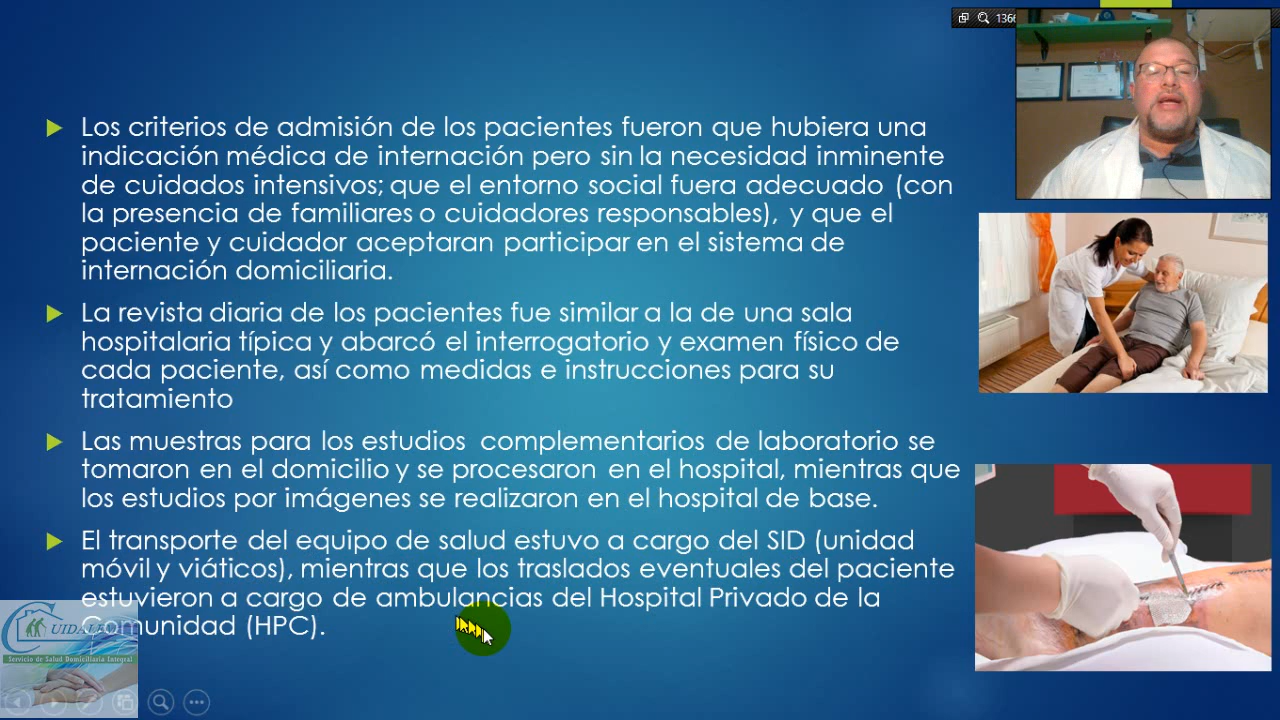 1366
Los criterios de admisión de los pacientes fueron que hubiera una
indicación médica de internación pero sin la necesidad inminente
de cuidados intensivos; que el entorno social fuera adecuado (con
la presencia de familiares o cuidadores responsables), y que el
paciente y cuidador aceptaran participar en el sistema de
internación domiciliaria.
La revista diaria de los pacientes fue similar a la de una sala
hospitalaria típica y abarcó el interrogatorio y examen físico de
cada paciente, así como medidas e instrucciones para su
tratamiento
Las muestras para los estudios complementarios de laboratorio se
tomaron en el domicilio y se procesaron en el hospital, mientras que
los estudios por imágenes se realizaron en el hospital de base.
El transporte del equipo de salud estuvo a cargo del SID (unidad
móvil y viáticos), mientras que los traslados eventuales del paciente
estuvieron a cargo de ambulancias del Hospital Privado de la
Comunidad (HPC).
Servicio de Salud Domiciliaria Integral